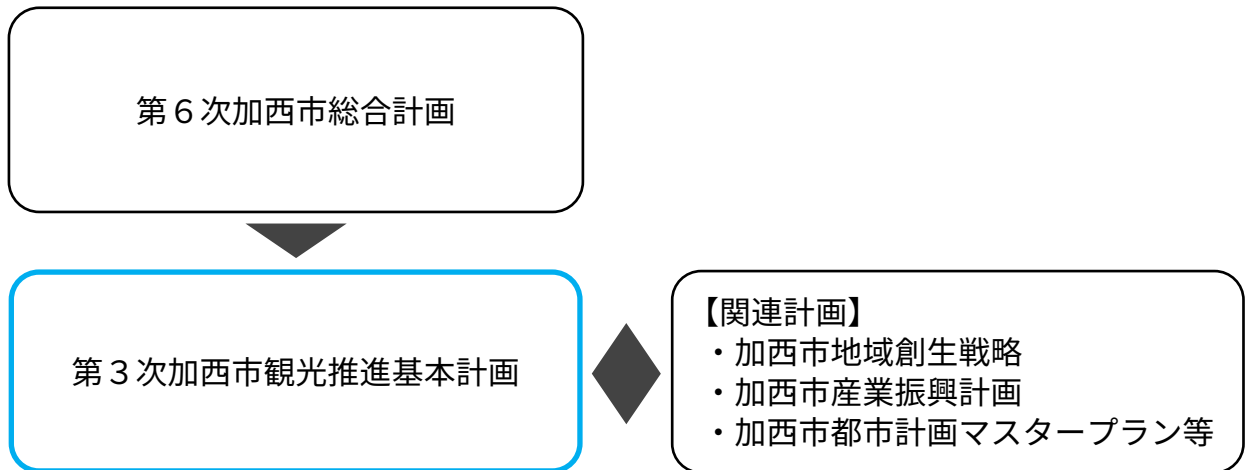 第６次加西市総合計画
第３次加西市観光推進基本計画
【関連計画】
・加西市地域創生戦略
・加西市産業振興計画
・加西市都市計画マスタープラン等